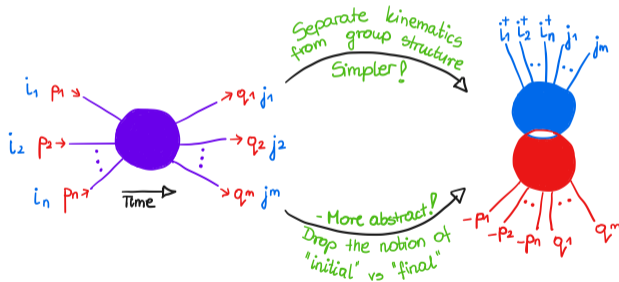 i1 p1→
i2 p2→
in pn→
Time
→q1 j1
→q2 j2
→qm jm
Separate kinematics
from group structure
Simpler!
- More abstract!
Drop the notion of
"initial" vs "final"
i1† i2† in† j1 jm
-p1 -p2 -pn q1 qm